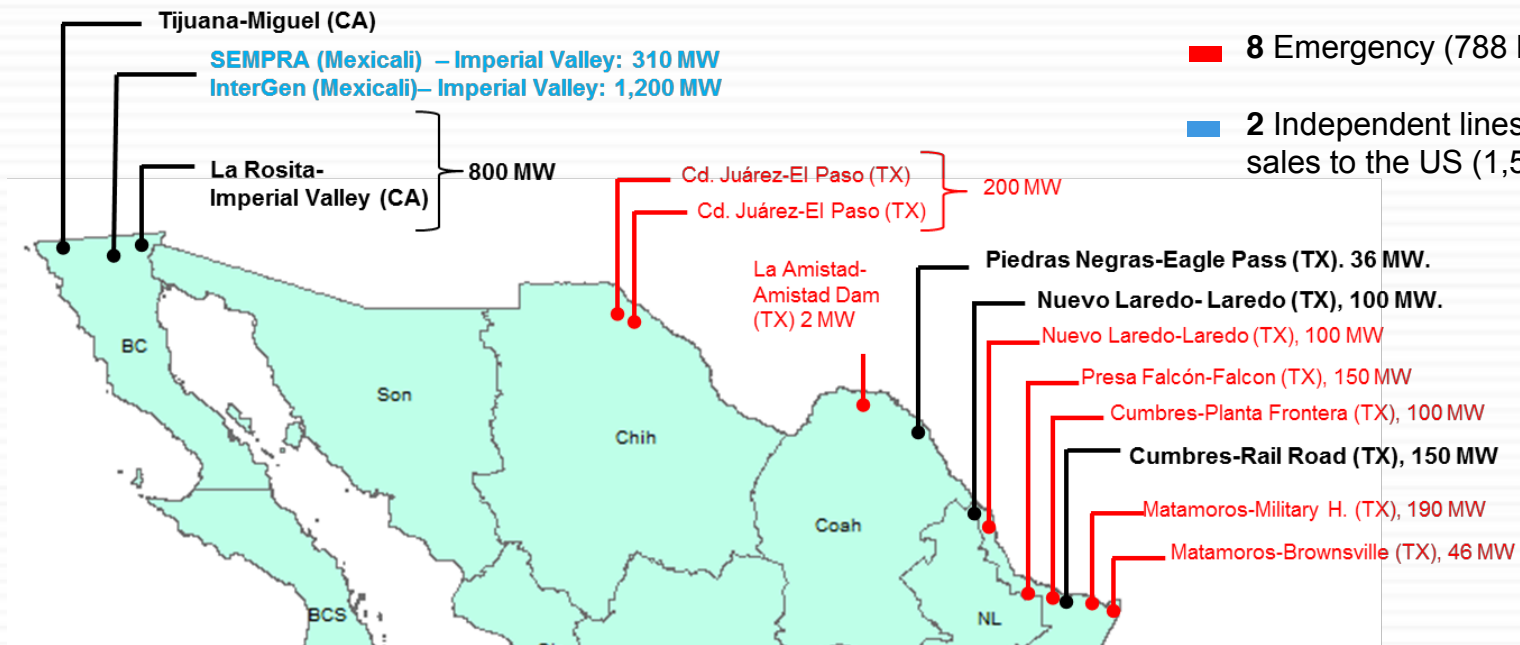 Tijuana-Miguel (CA)
SEMPRA (Mexicali) – Imperial Valley: 310 MW
InterGen (Mexicali)– Imperial Valley: 1,200 MW
La Rosita-
Imperial Valley (CA)
800 MW
8 Emergency (788
2 Independent lines
sales to the US (1,5
Cd. Juárez-El Paso (TX)
Cd. Juárez-El Paso (TX)
200 MW
La Amistad-
Amistad Dam
(TX) 2 MW
Piedras Negras-Eagle Pass (TX). 36 MW.
Nuevo Laredo- Laredo (TX), 100 MW.
Nuevo Laredo-Laredo (TX), 100 MW
Presa Falcón-Falcon (TX), 150 MW
Cumbres-Planta Frontera (TX), 100 MW
Cumbres-Rail Road (TX), 150 MW
Matamoros-Military H. (TX), 190 MW
Matamoros-Brownsville (TX), 46 MW
BC
Son
Chih
Coah
NL
BCS